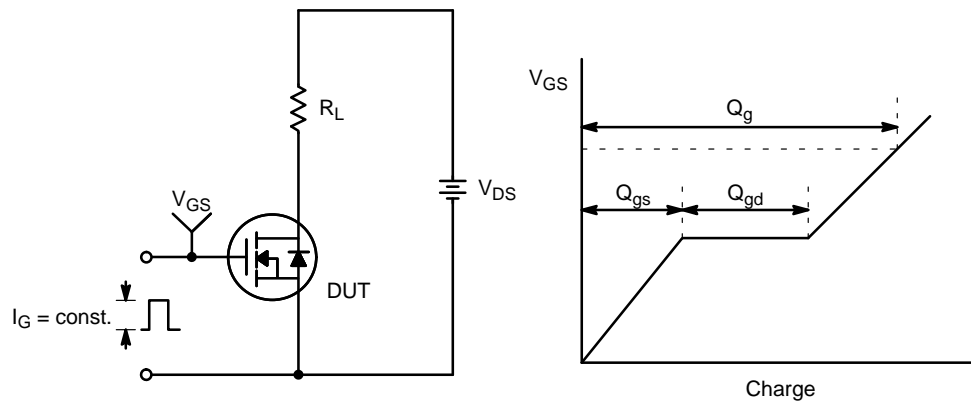 R_L
V_GS
V_DS
DUT
I_G = const.
V_GS
Q_g
Q_gs
Q_gd
Charge